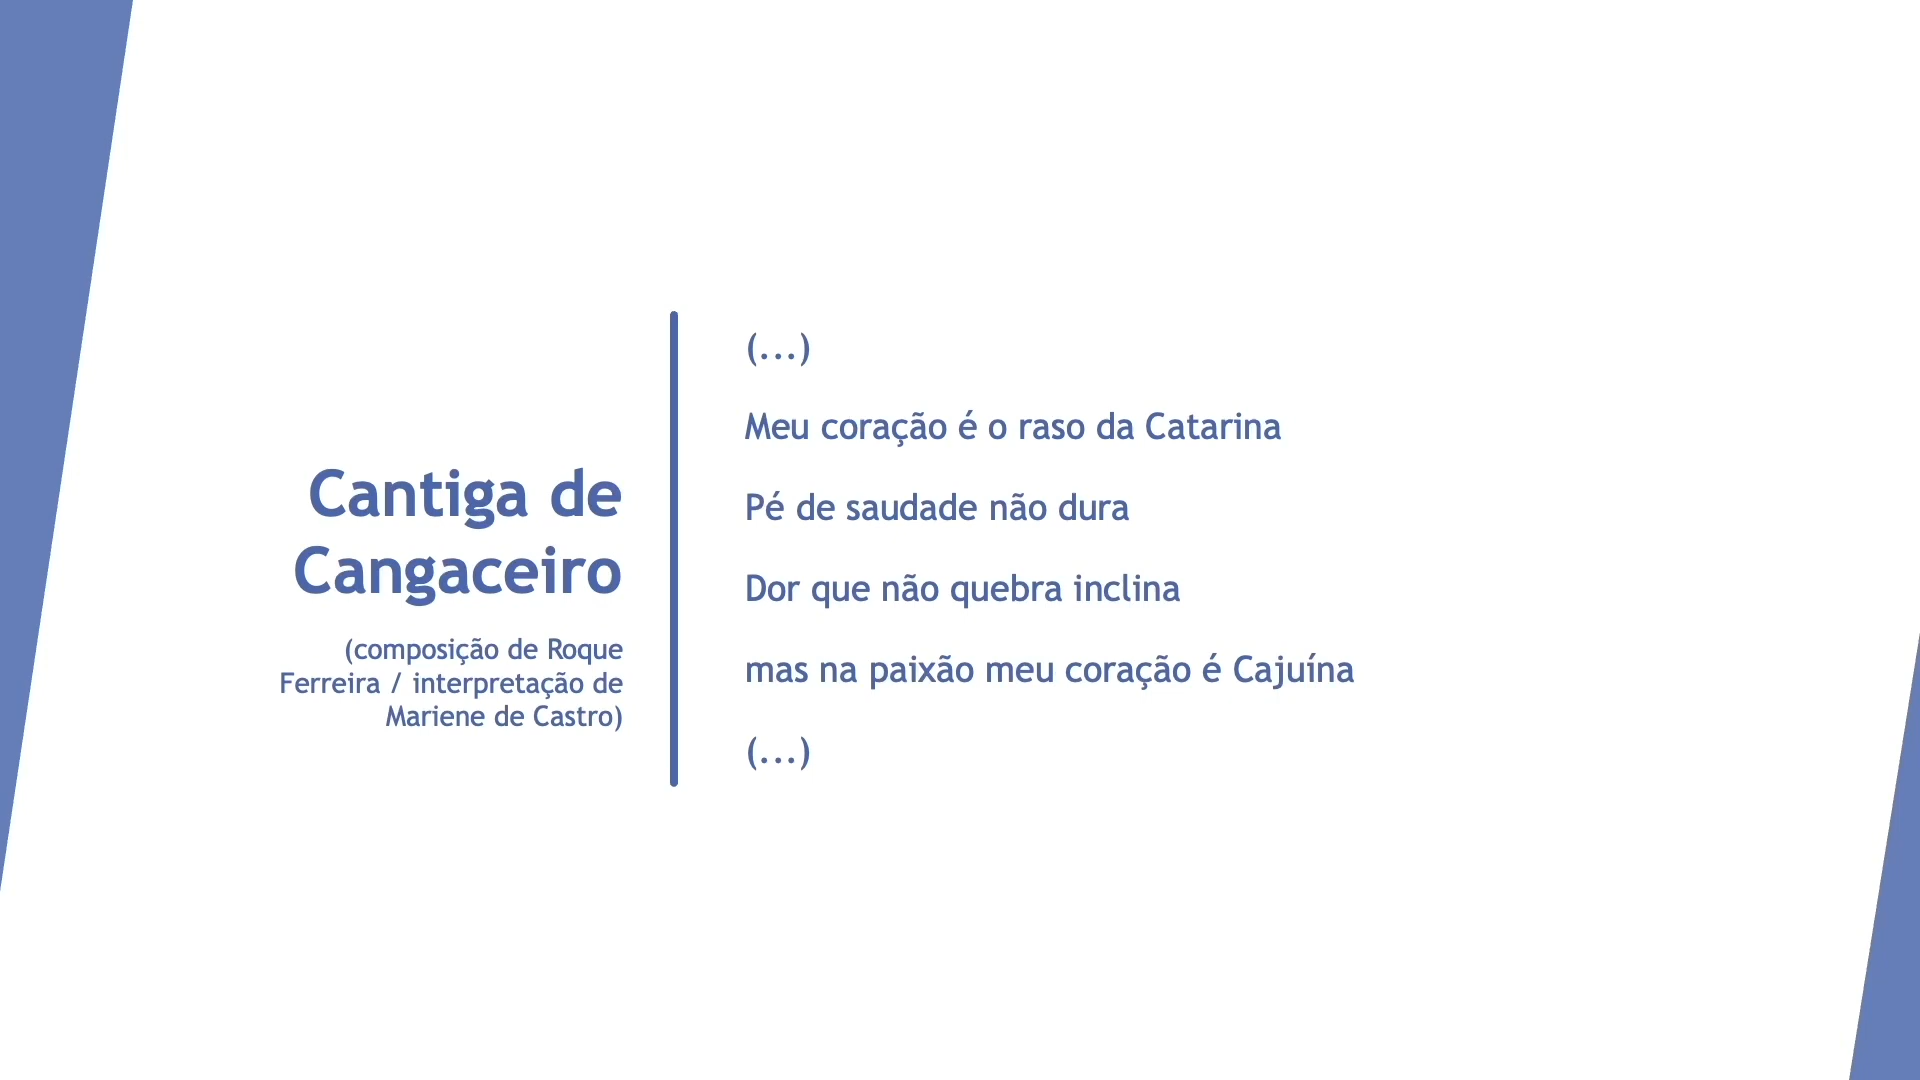 Cantiga de
Cangaceiro
(composição de Roque
Ferreira / interpretação de
Mariene de Castro)
(...)
Meu coração é o raso da Catarina
Pé de saudade não dura
Dor que não quebra inclina
mas na paixão meu coração é Cajuína
(...)